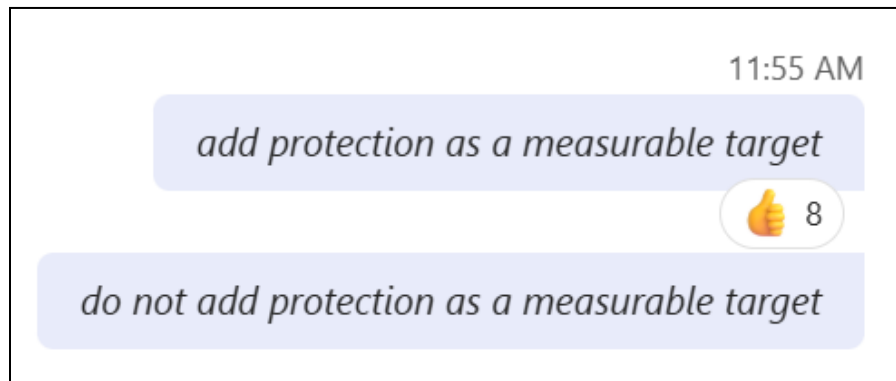 11:55 AM
add protection as a measurable target
👍 8
do not add protection as a measurable target